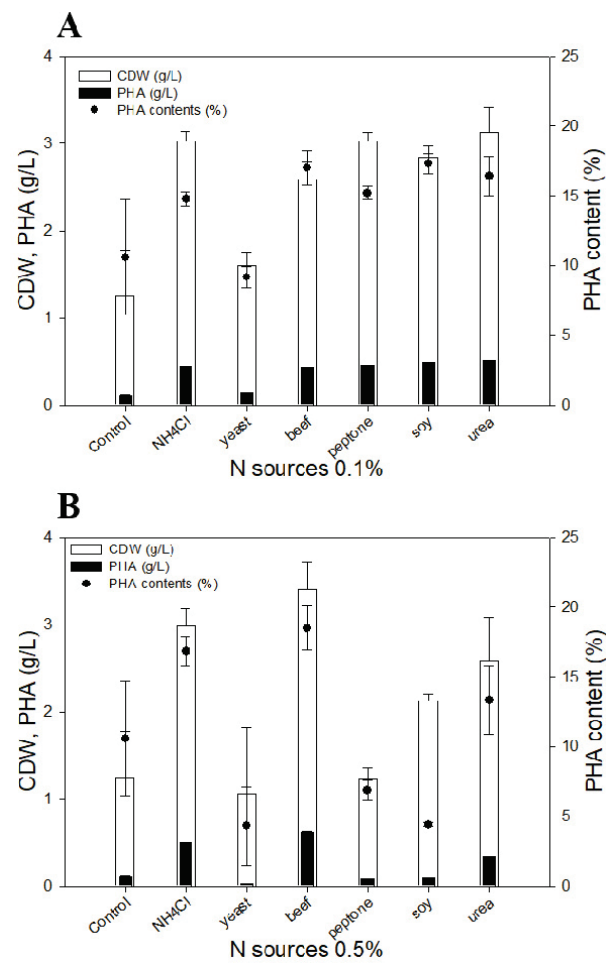 A
4
25
CDW (g/L)
PHA (g/L)
PHA contents (%)
20
3
15
2
10
1
5
0
0
CDW, PHA (g/L)
PHA content (%)
Control
NH4Cl
yeast
beef
peptone
soy
urea
N sources 0.1%
B
4
25
CDW (g/L)
PHA (g/L)
PHA contents (%)
20
3
15
2
10
1
5
0
0
CDW, PHA (g/L)
PHA content (%)
Control
NH4Cl
yeast
beef
peptone
soy
urea
N sources 0.5%